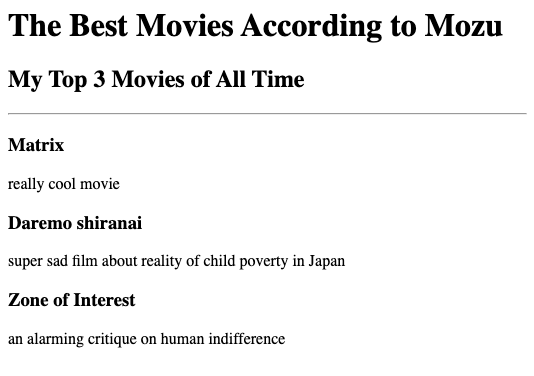 The Best Movies According to Mozu
My Top 3 Movies of All Time
Matrix
really cool movie
Daremo shiranai
super sad film about reality of child poverty in Japan
Zone of Interest
an alarming critique on human indifference